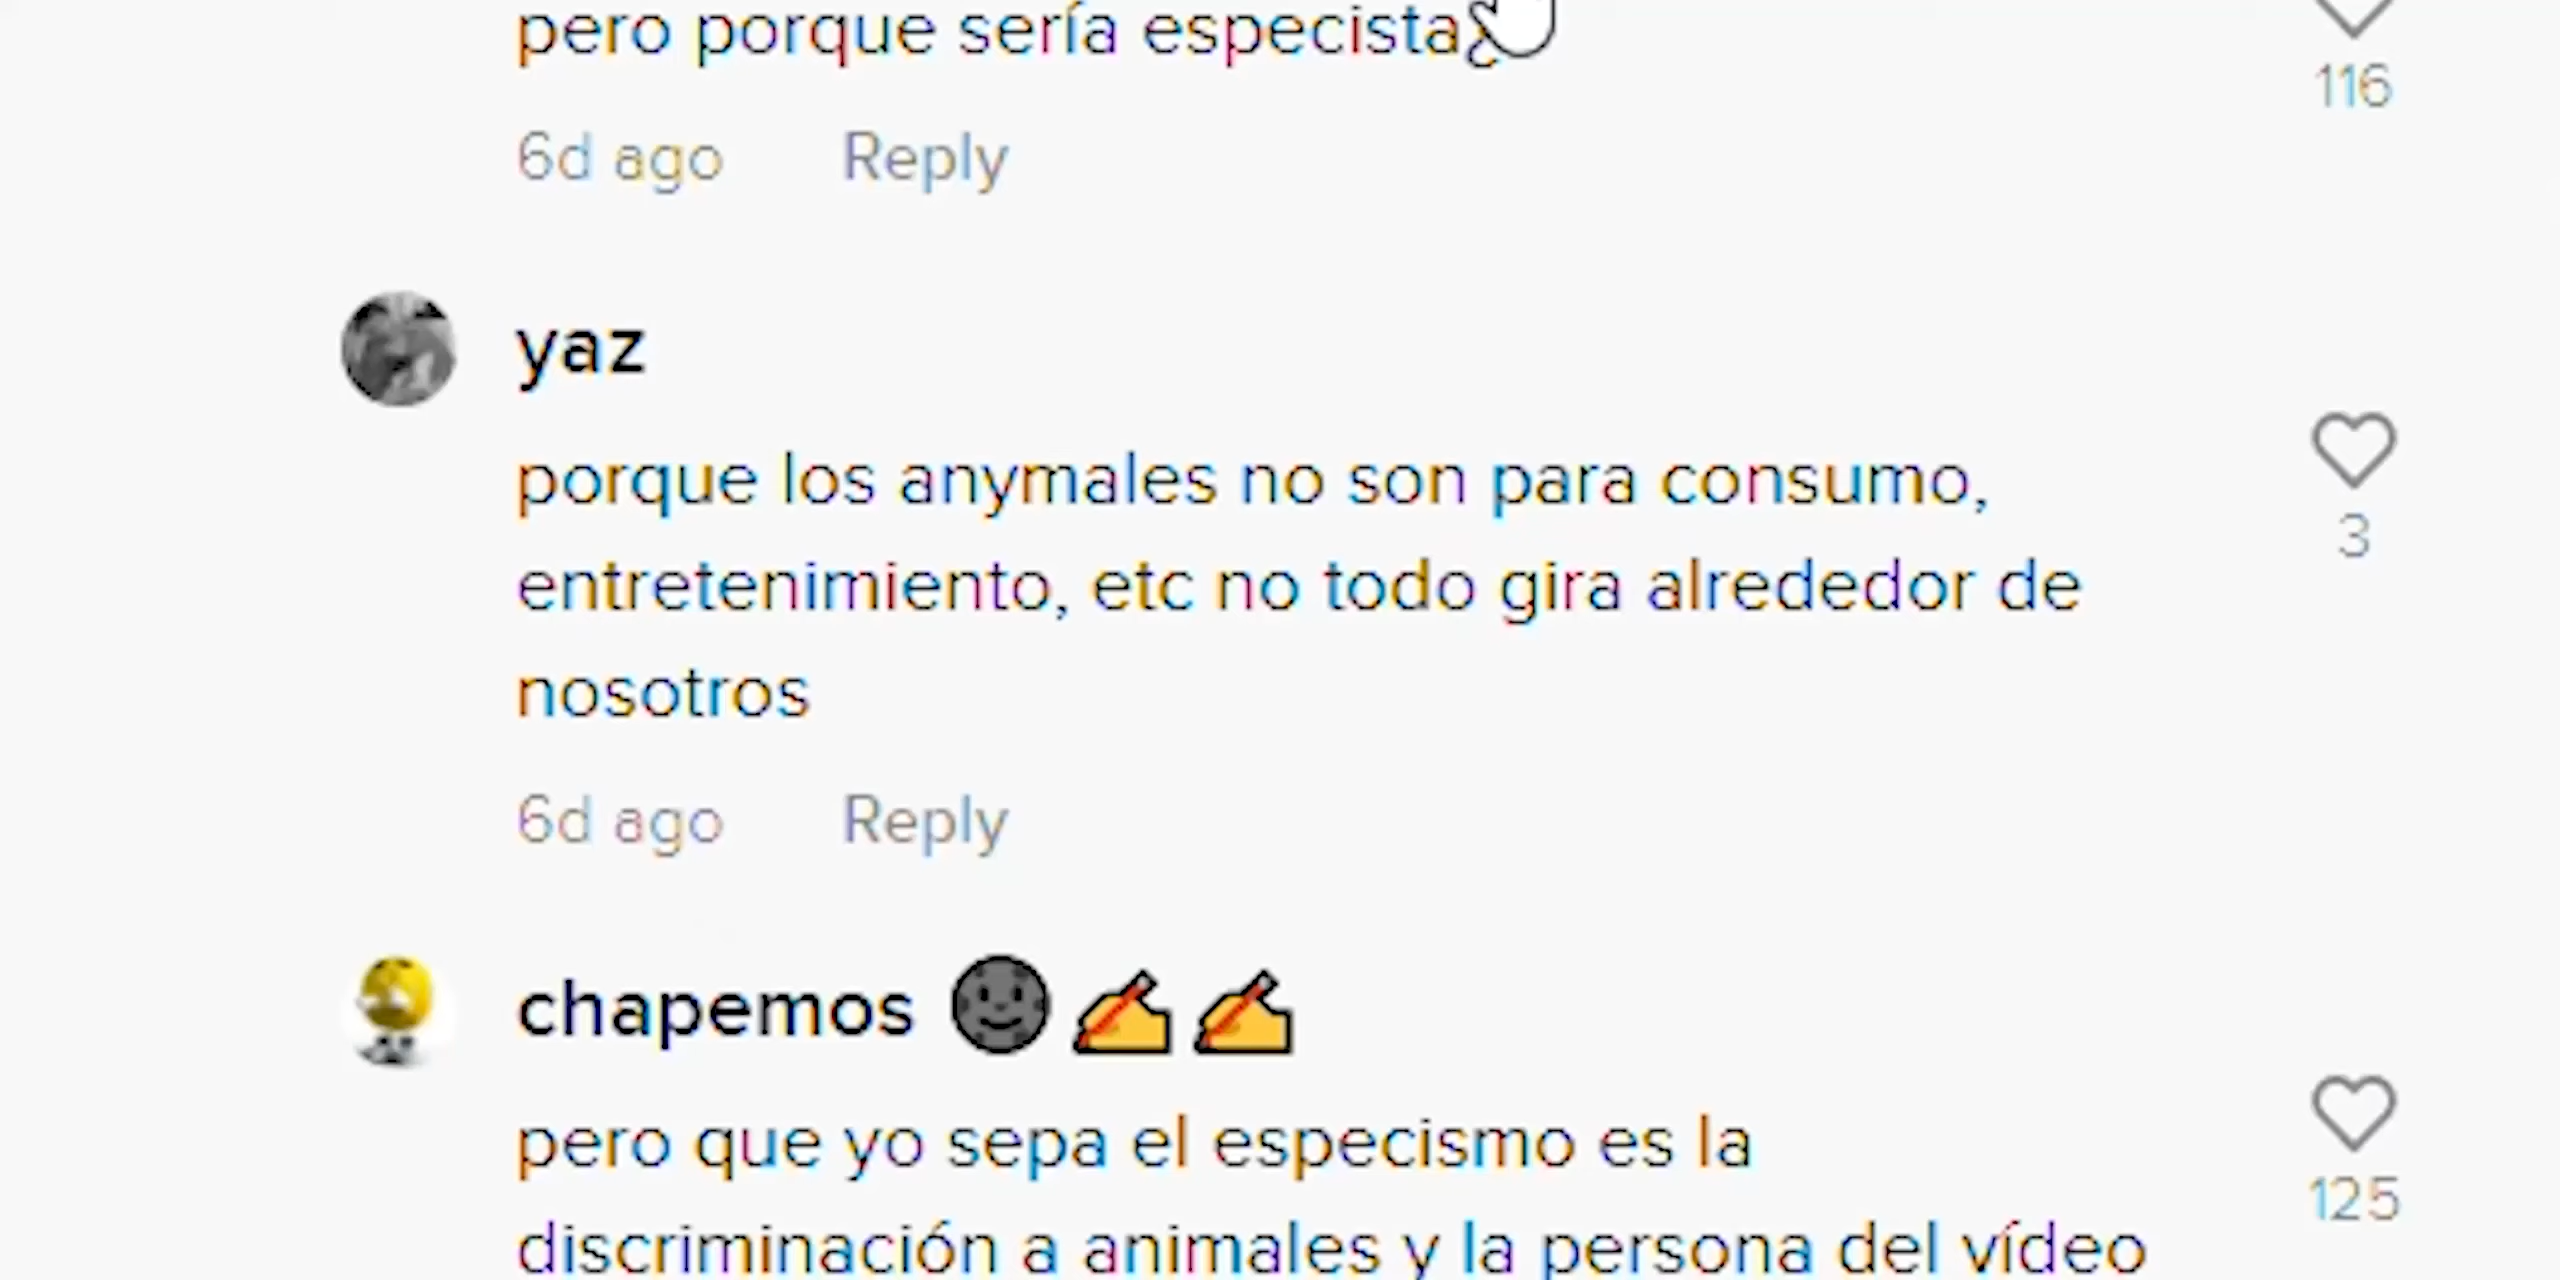 pero porque sería especista?
116
6d ago Reply
yaz
porque los anymales no son para consumo,
3
entretenimiento, etc no todo gira alrededor de
nosotros
6d ago Reply
chapemos 🌚✍✍
pero que yo sepa el especismo es la
125
discriminación a animales y la persona del vídeo